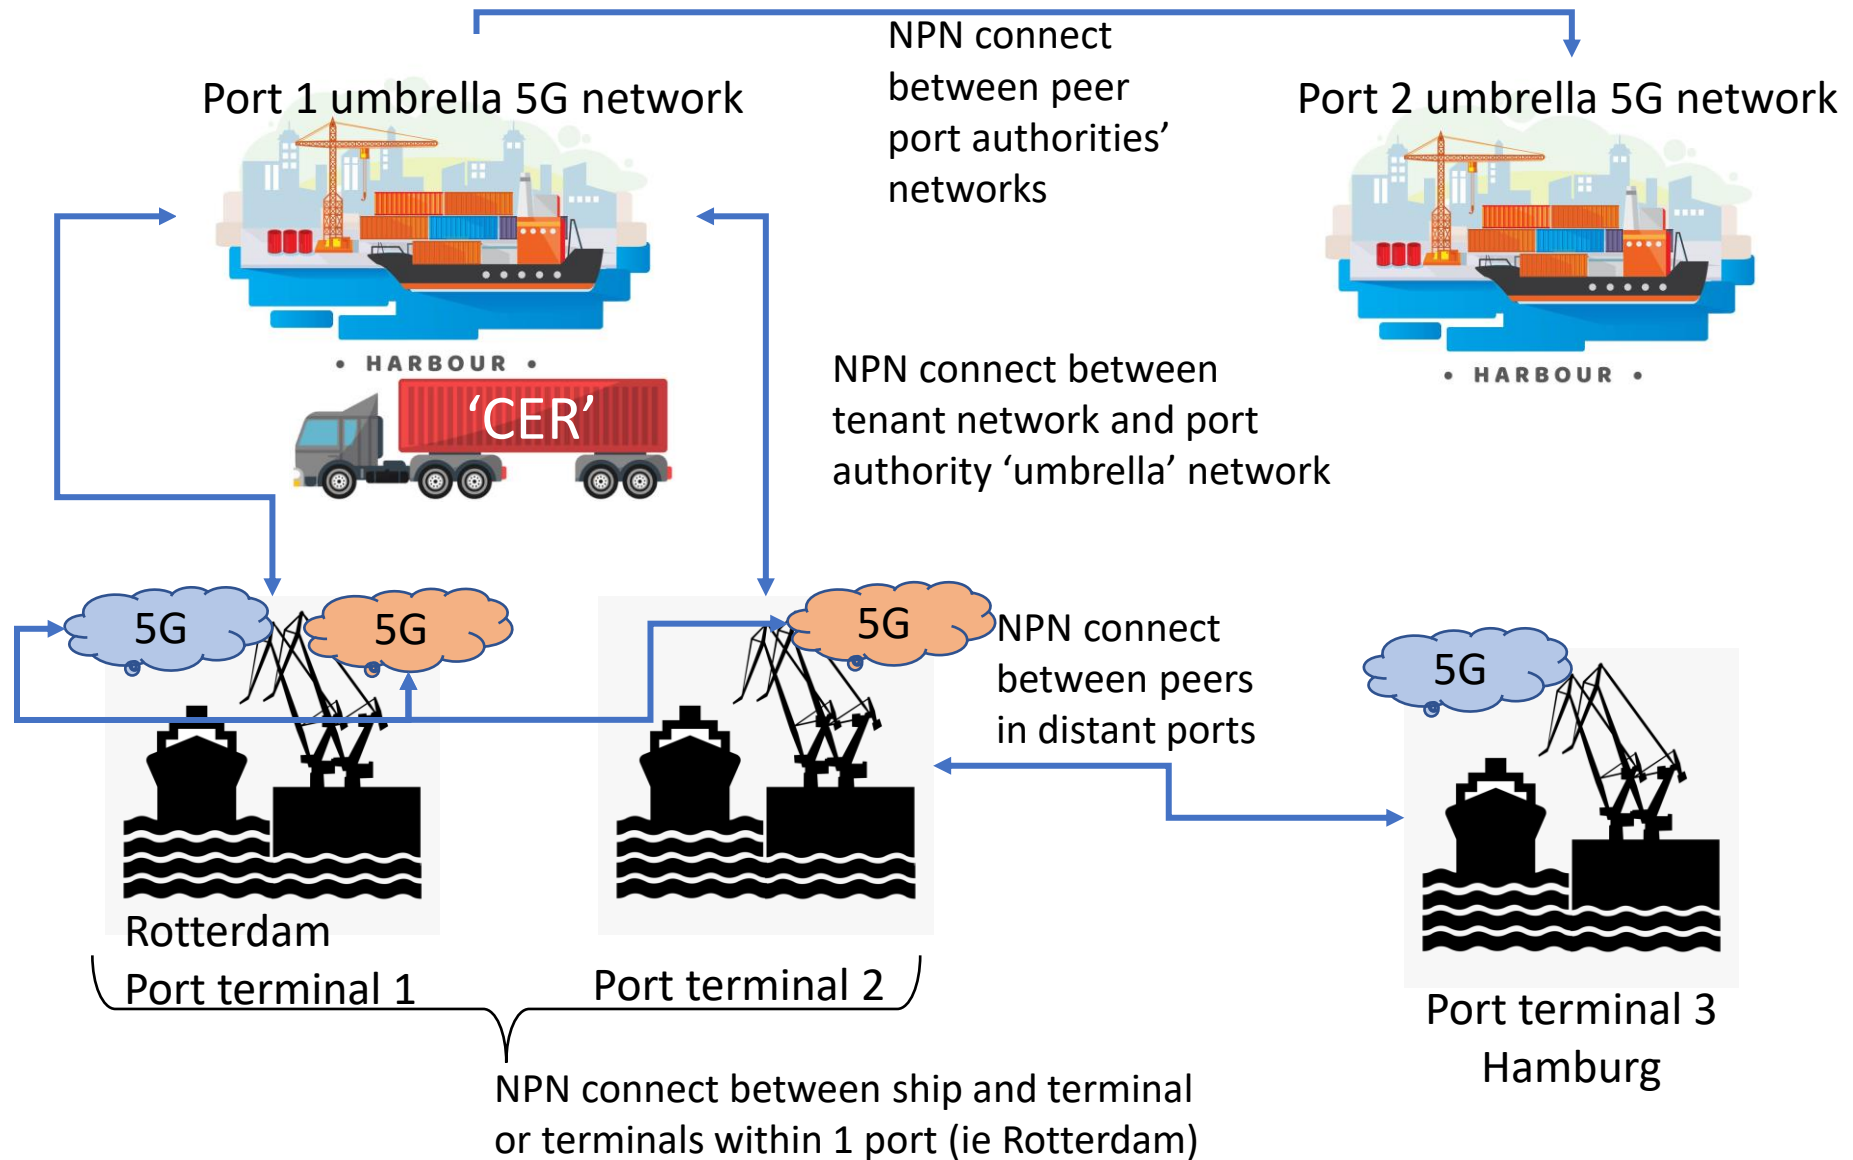 NPN connect
between peer
port authorities’
networks
Port 1 umbrella 5G network
Port 2 umbrella 5G network
• HARBOUR •
• HARBOUR •
‘CER’
NPN connect between
tenant network and port
authority ‘umbrella’ network
5G
5G
5G
NPN connect
between peers
in distant ports
5G
Rotterdam
Port terminal 1
Port terminal 2
Port terminal 3
Hamburg
NPN connect between ship and terminal
or terminals within 1 port (ie Rotterdam)